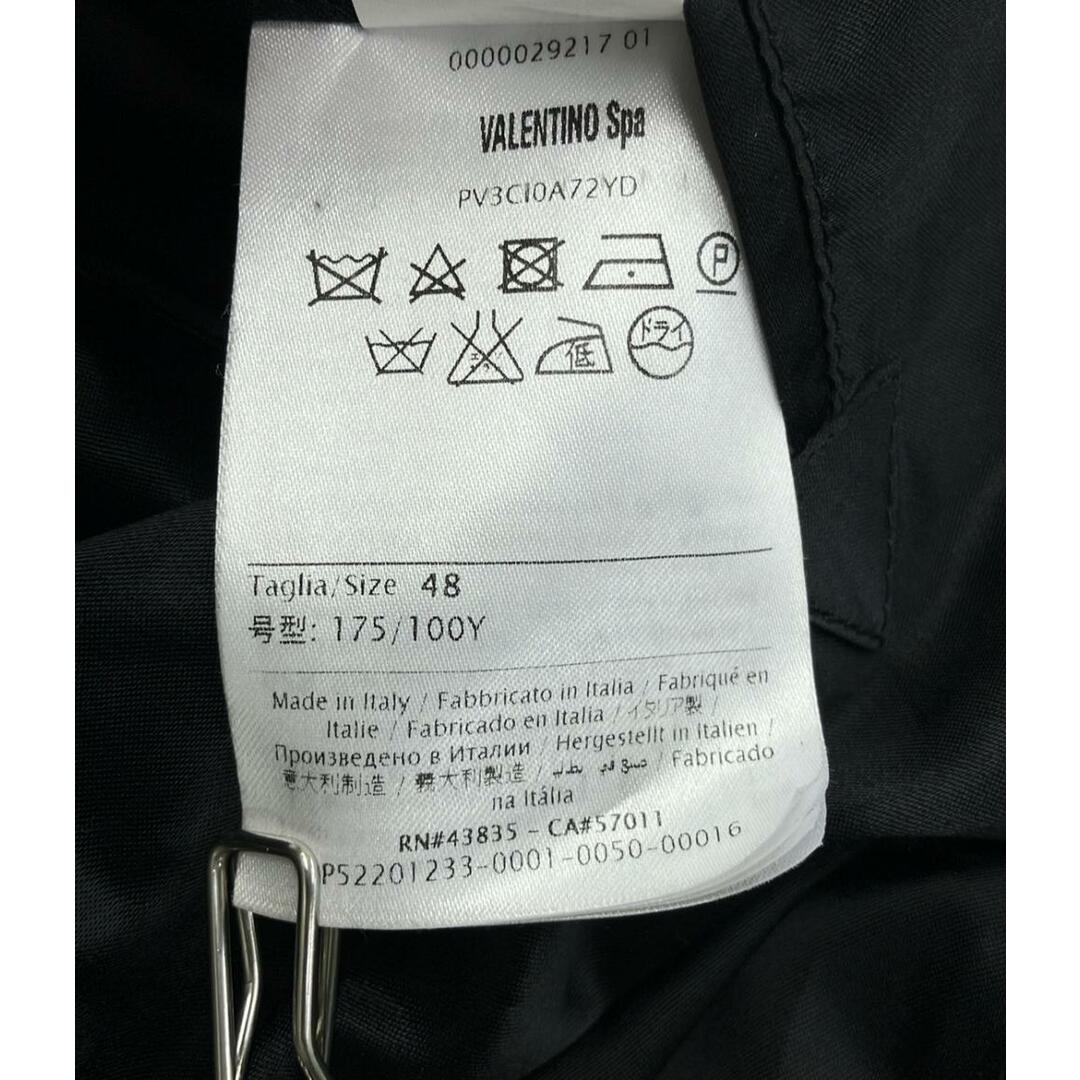 0000029217 01
VALENTINO Spa
PV3CI0A72YD
P
エンソ
低
ドライ
Taglia/Size 48
号型: 175/100Y
Made in Italy / Fabbricato in Italia / Fabriqué en
Italie / Fabricado en Italia / イタリア製 /
Произведено в Италии / Hergestellt in Italien /
意大利制造 / 義大利製造 / / Fabricado
na Itália
RN#43835 - CA#57011
P52201233-0001-0050-00016